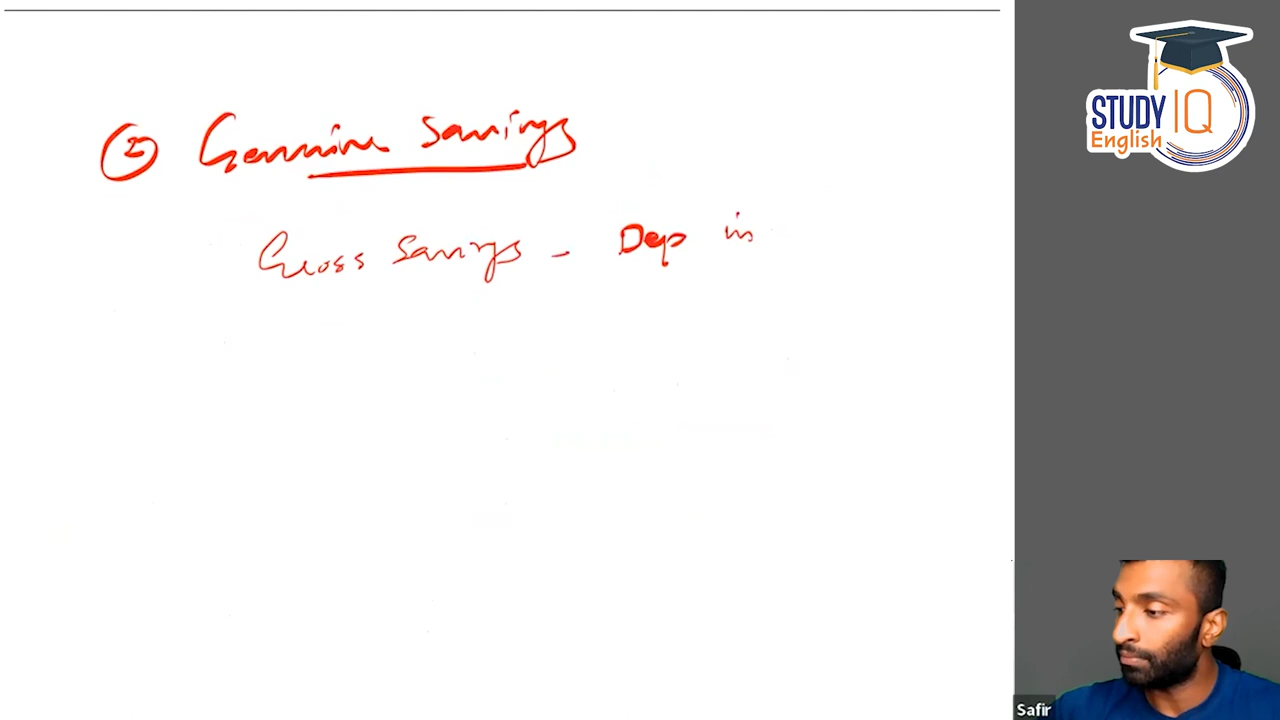 ② Genuine Savings
Gross Savings - Dep in
STUDY IQ
English
Safir